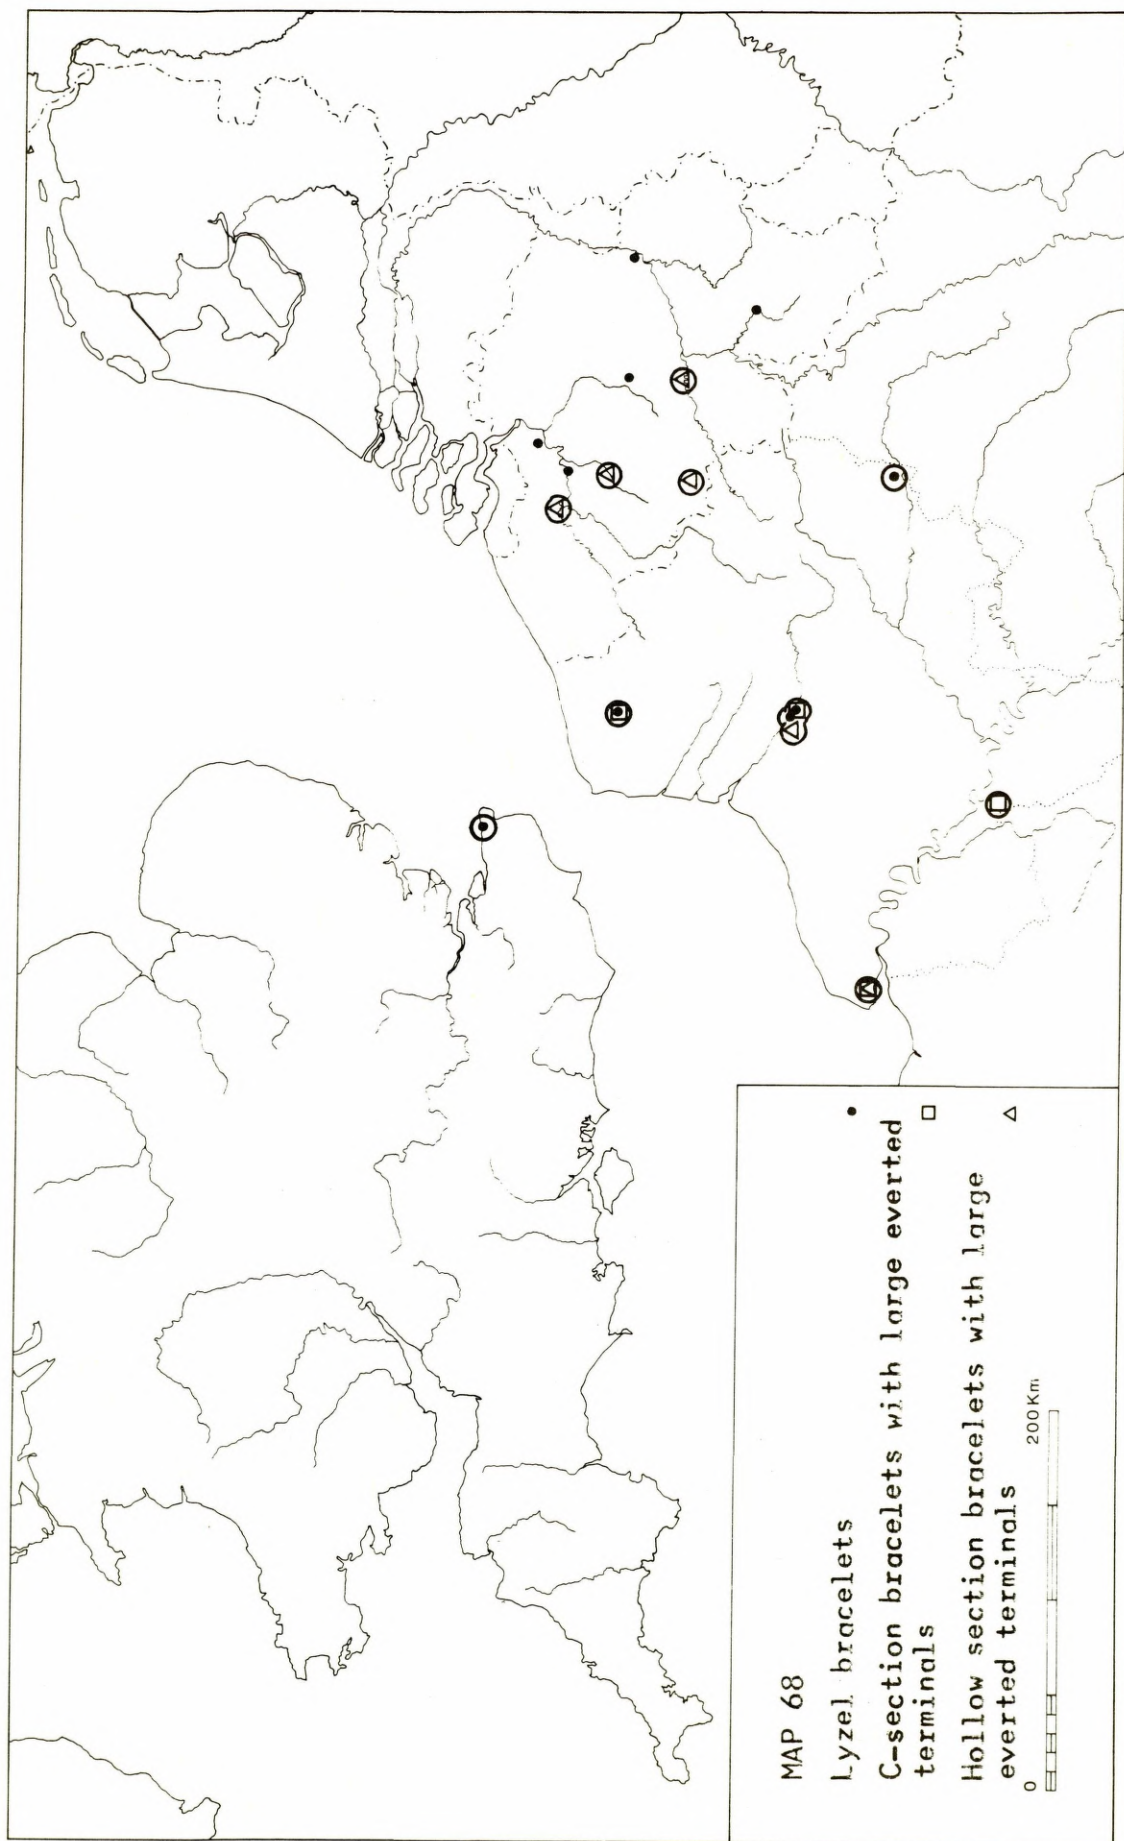 MAP 68
Lyzel bracelets
C-section bracelets with large everted
terminals
Hollow section bracelets with large
everted terminals
0 200Km